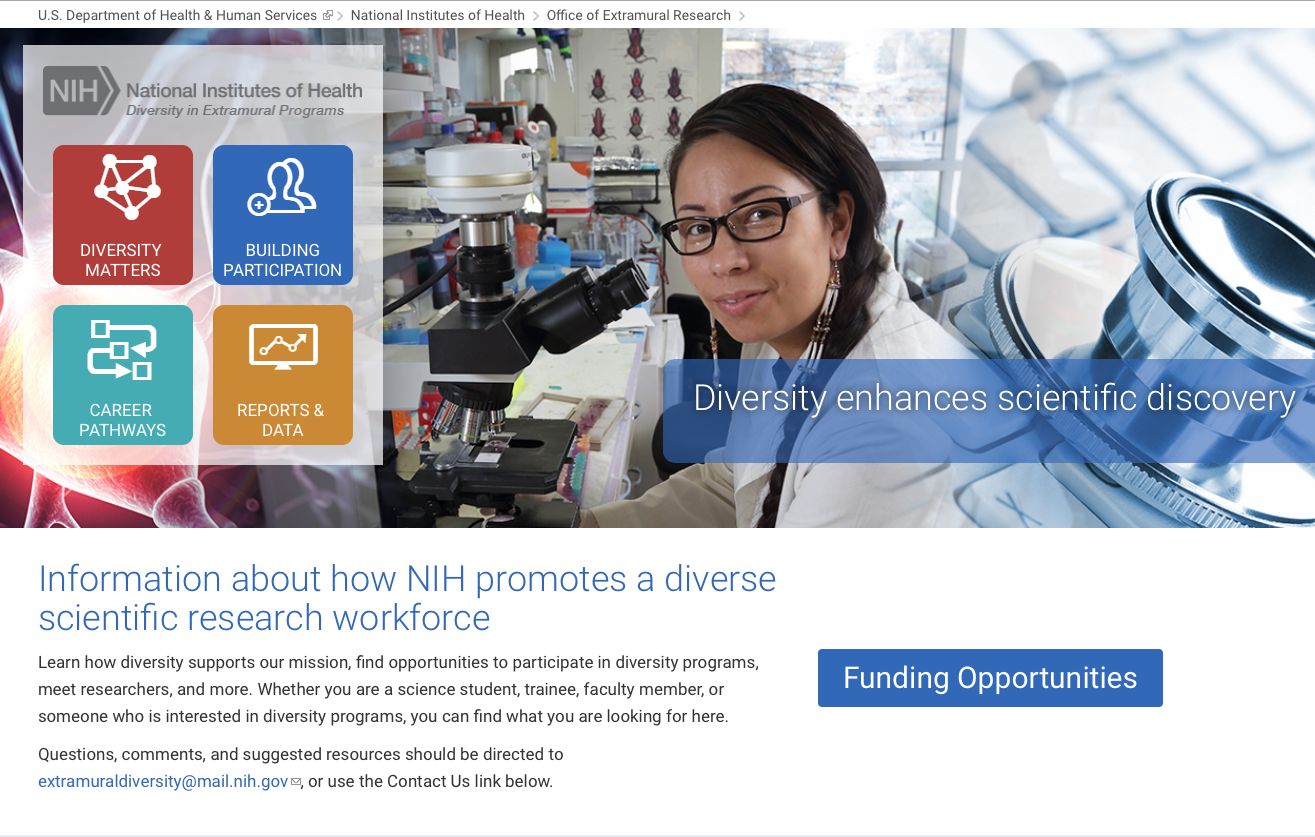 U.S. Department of Health & Human Services National Institutes of Health Office of Extramural Research
NIH National Institutes of Health
Diversity in Extramural Programs
DIVERSITY
MATTERS
BUILDING
PARTICIPATION
CAREER
PATHWAYS
REPORTS &
DATA
Diversity enhances scientific discovery
Information about how NIH promotes a diverse
scientific research workforce
Learn how diversity supports our mission, find opportunities to participate in diversity programs,
meet researchers, and more. Whether you are a science student, trainee, faculty member, or
someone who is interested in diversity programs, you can find what you are looking for here.
Questions, comments, and suggested resources should be directed to
extramuraldiversity@mail.nih.gov, or use the Contact Us link below.
Funding Opportunities